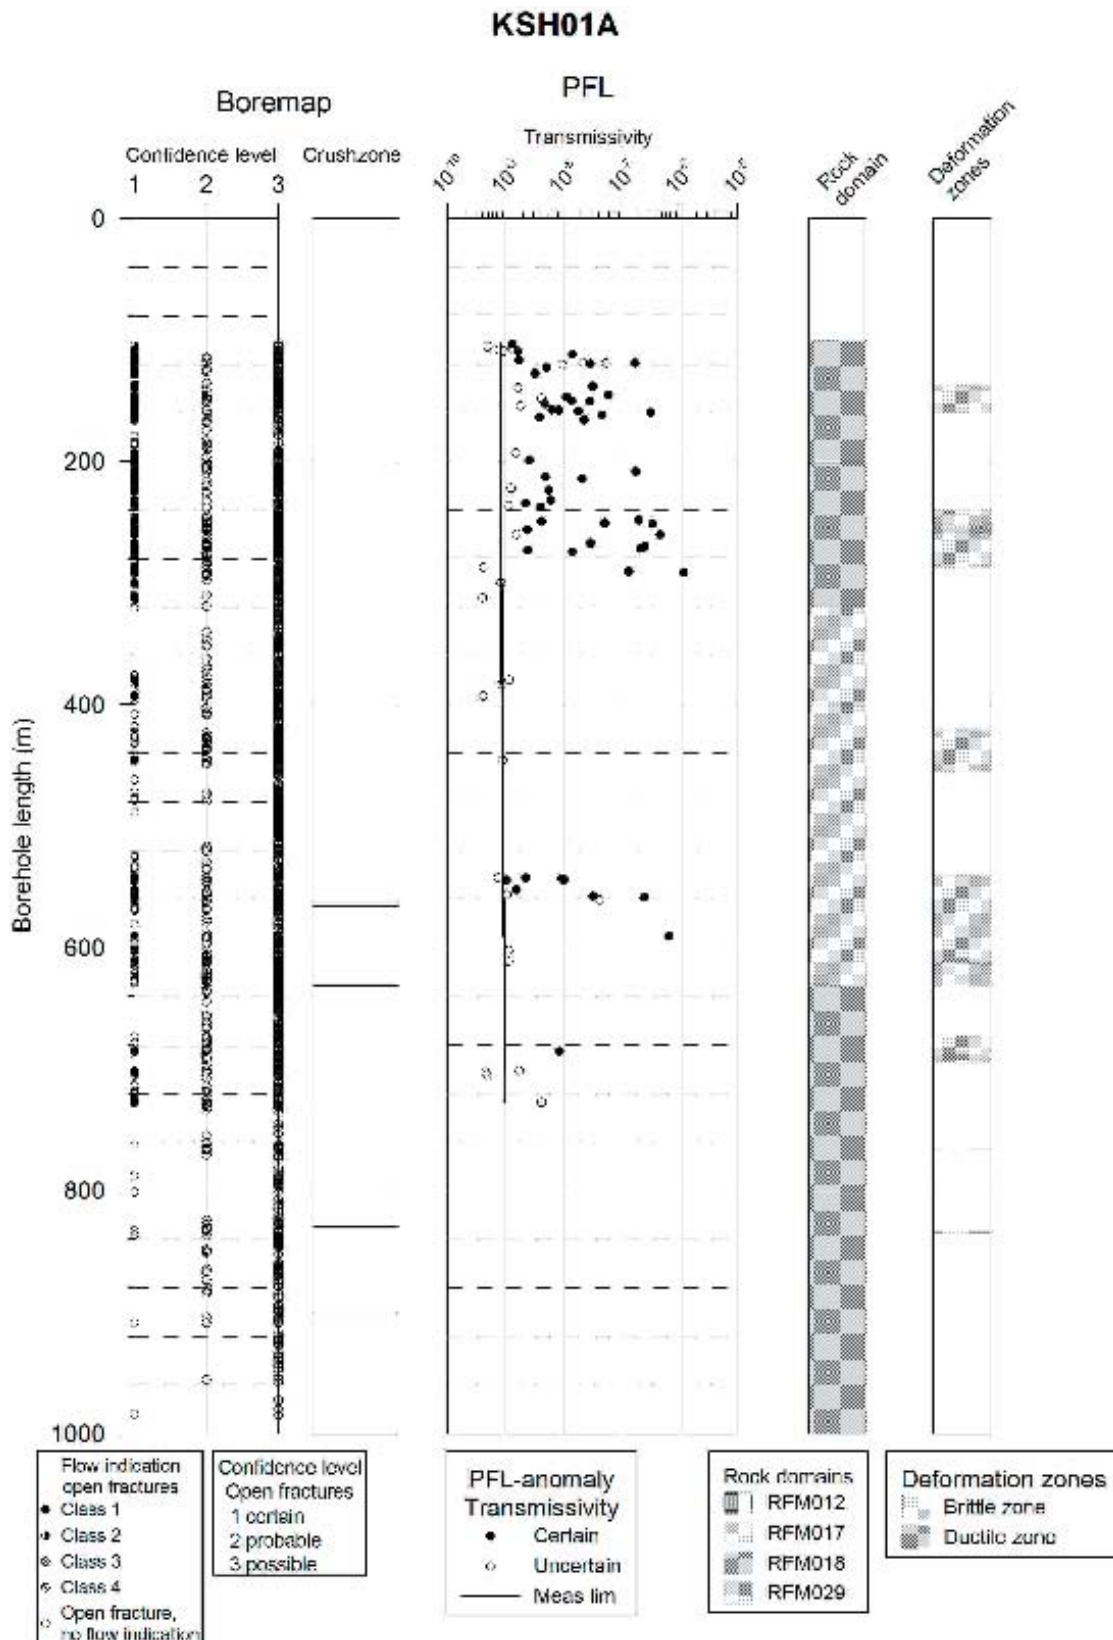 KSH01A
Boremap
PFL
Transmissivity
Confidence level
Crushzone
1 2 3
Rock
domain
Deformation
zones
0
200
400
600
800
1000
Borehole length (m)
Flow indication
open fractures
Class 1
Class 2
Class 3
Class 4
Open fracture,
no flow indication
Confidence level
Open fractures
1 certain
2 probable
3 possible
PFL-anomaly
Transmissivity
Certain
Uncertain
Meas lim
Rock domains
RFM012
RFM017
RFM018
RFM029
Deformation zones
Brittle zone
Ductile zone